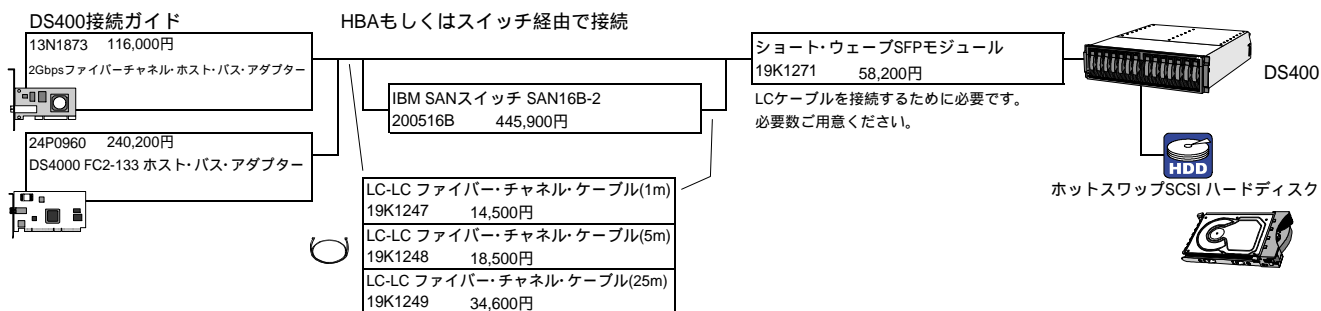 DS400接続ガイド
HBAもしくはスイッチ経由で接続
13N1873 116,000円
2Gbpsファイバーチャネル・ホスト・バス・アダプター
24P0960 240,200円
DS4000 FC2-133 ホスト・バス・アダプター
IBM SANスイッチ SAN16B-2
200516B 445,900円
LC-LC ファイバー・チャネル・ケーブル(1m)
19K1247 14,500円
LC-LC ファイバー・チャネル・ケーブル(5m)
19K1248 18,500円
LC-LC ファイバー・チャネル・ケーブル(25m)
19K1249 34,600円
ショート・ウェーブSFPモジュール
19K1271 58,200円
LCケーブルを接続するために必要です。
必要数ご用意ください。
DS400
HDD
ホットスワップSCSI ハードディスク